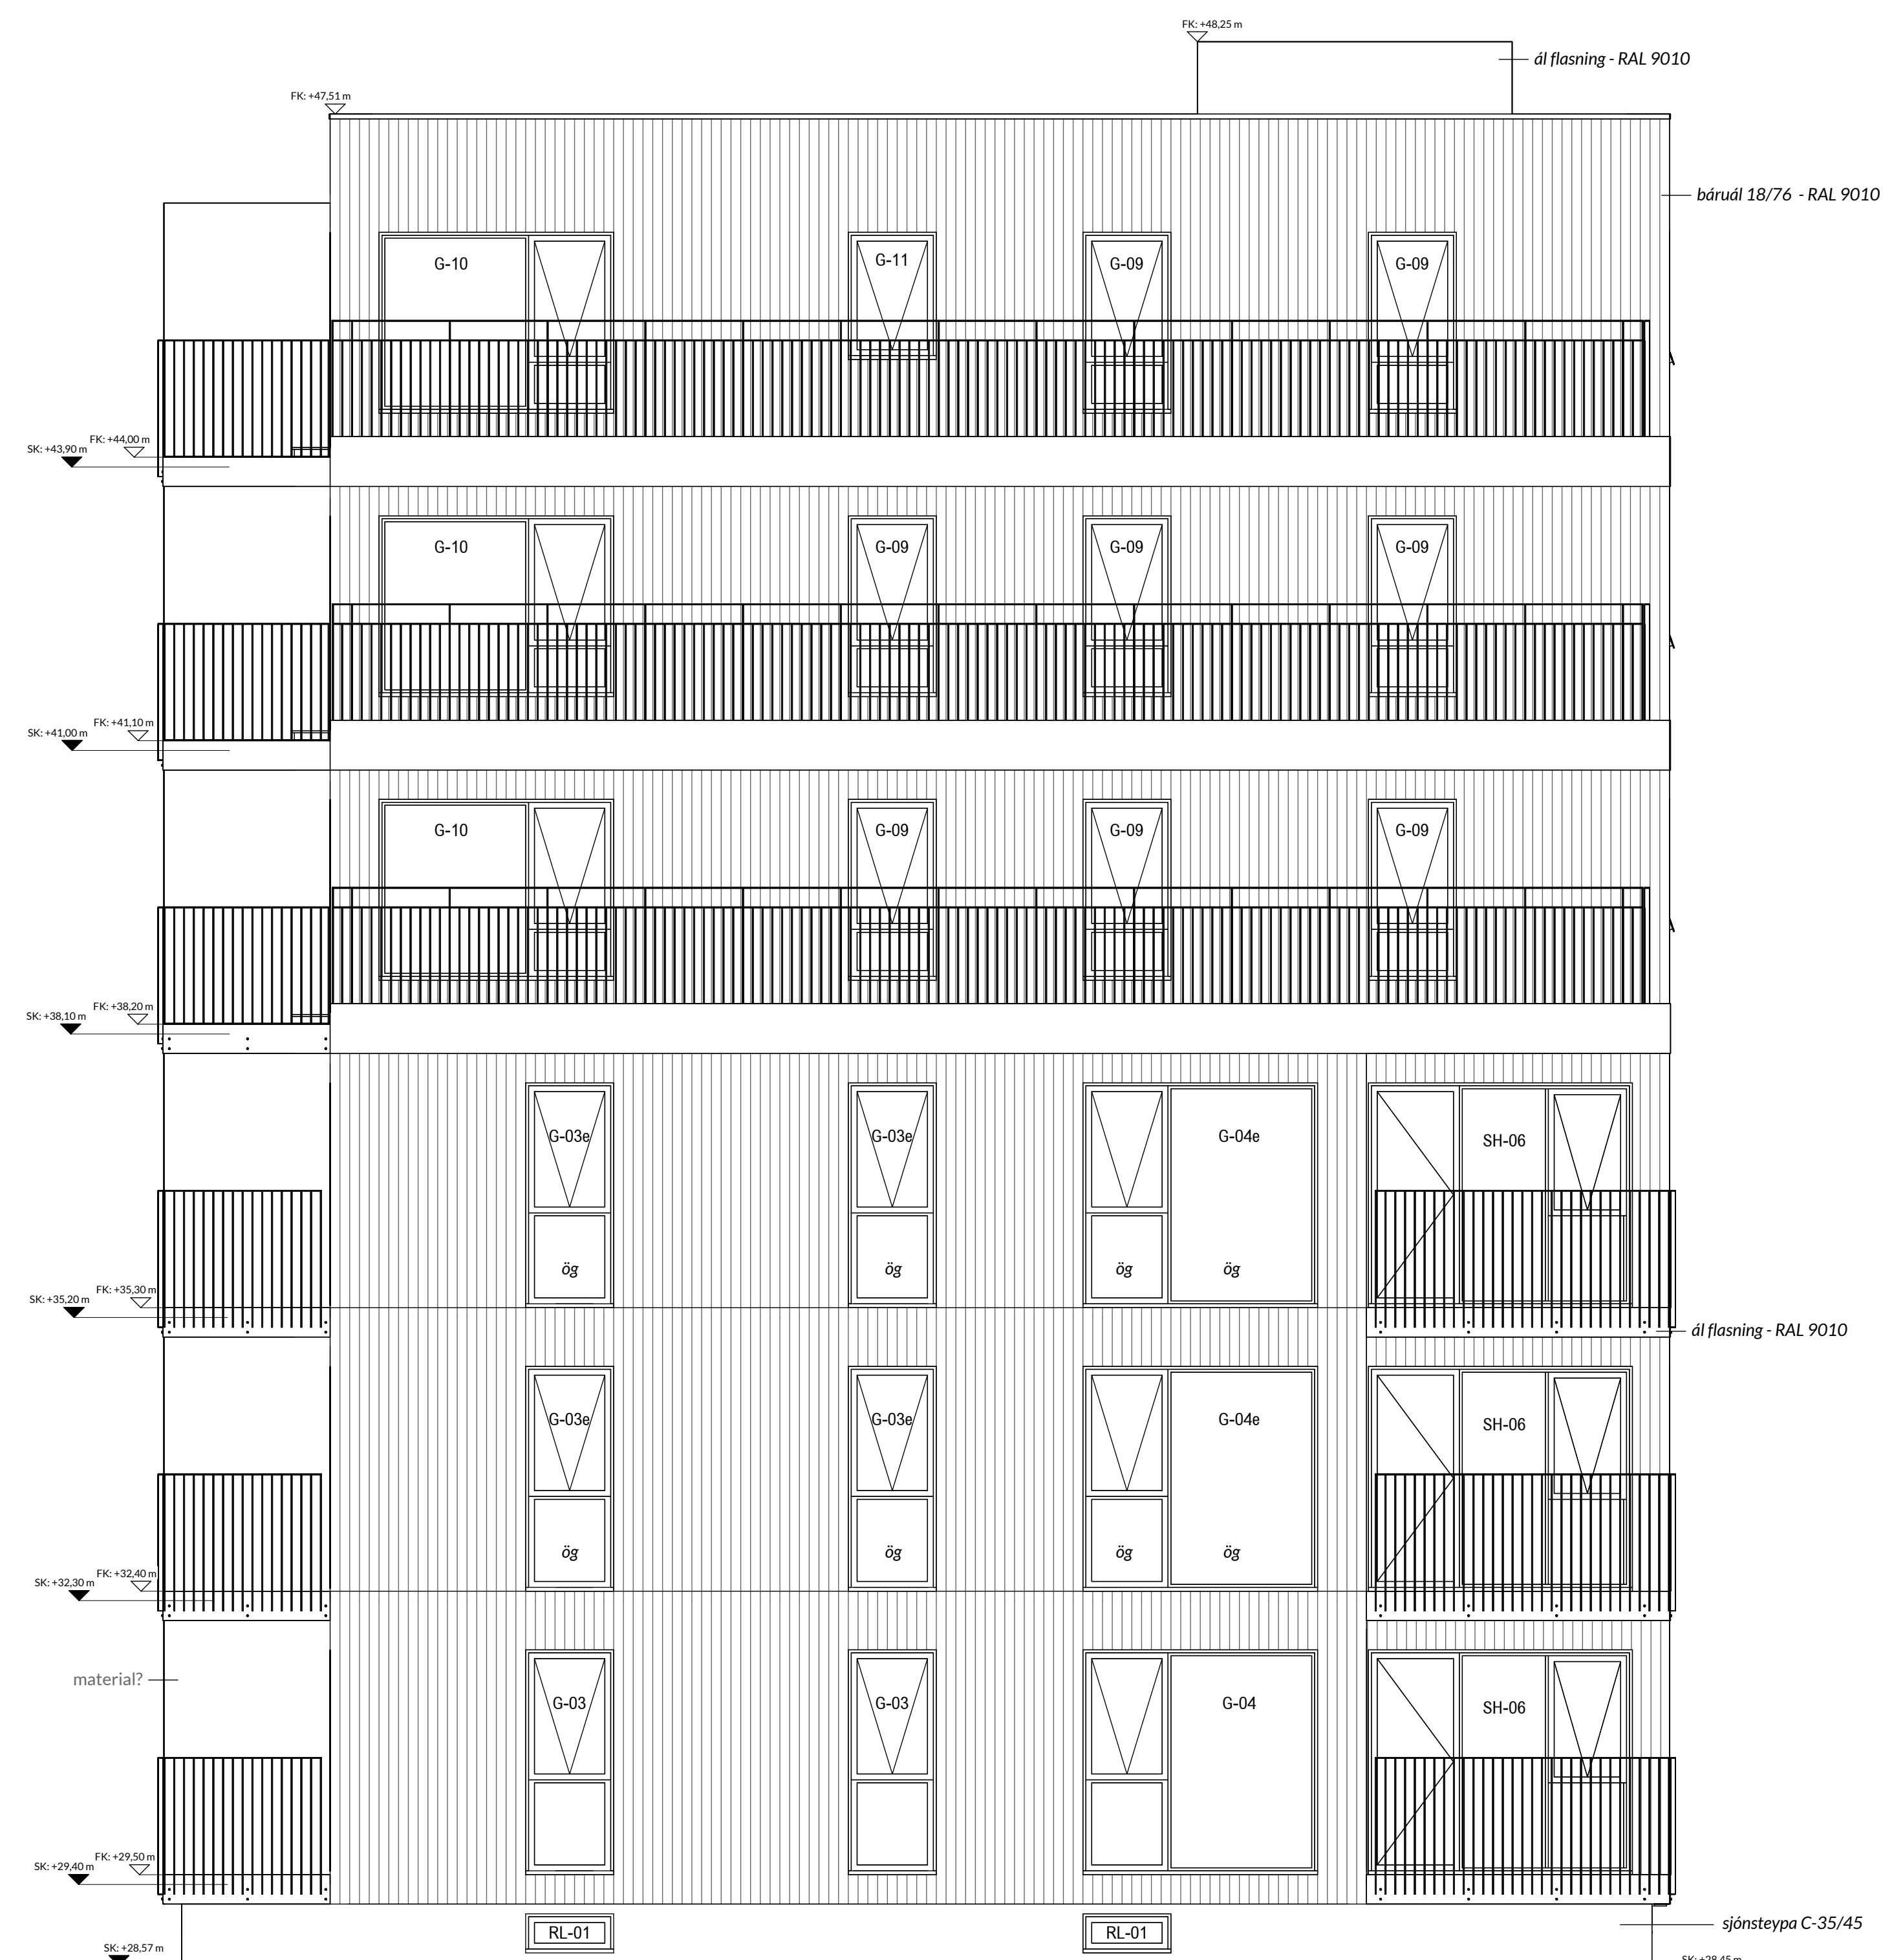 FK: +48,25 m
ál flasning - RAL 9010
FK: +47,51 m
báruál 18/76 - RAL 9010
G-10
G-11
G-09
G-09
FK: +44,00 m
SK: +43,90 m
G-10
G-09
G-09
G-09
FK: +41,10 m
SK: +41,00 m
G-10
G-09
G-09
G-09
FK: +38,20 m
SK: +38,10 m
G-03e
G-03e
G-04e
SH-06
ög
ög
ög
ög
FK: +35,30 m
SK: +35,20 m
ál flasning - RAL 9010
G-03e
G-03e
G-04e
SH-06
ög
ög
ög
ög
FK: +32,40 m
SK: +32,30 m
material?
G-03
G-03
G-04
SH-06
FK: +29,50 m
SK: +29,40 m
RL-01
RL-01
sjónsteypa C-35/45
SK: +28,57 m
SK: +28,45 m